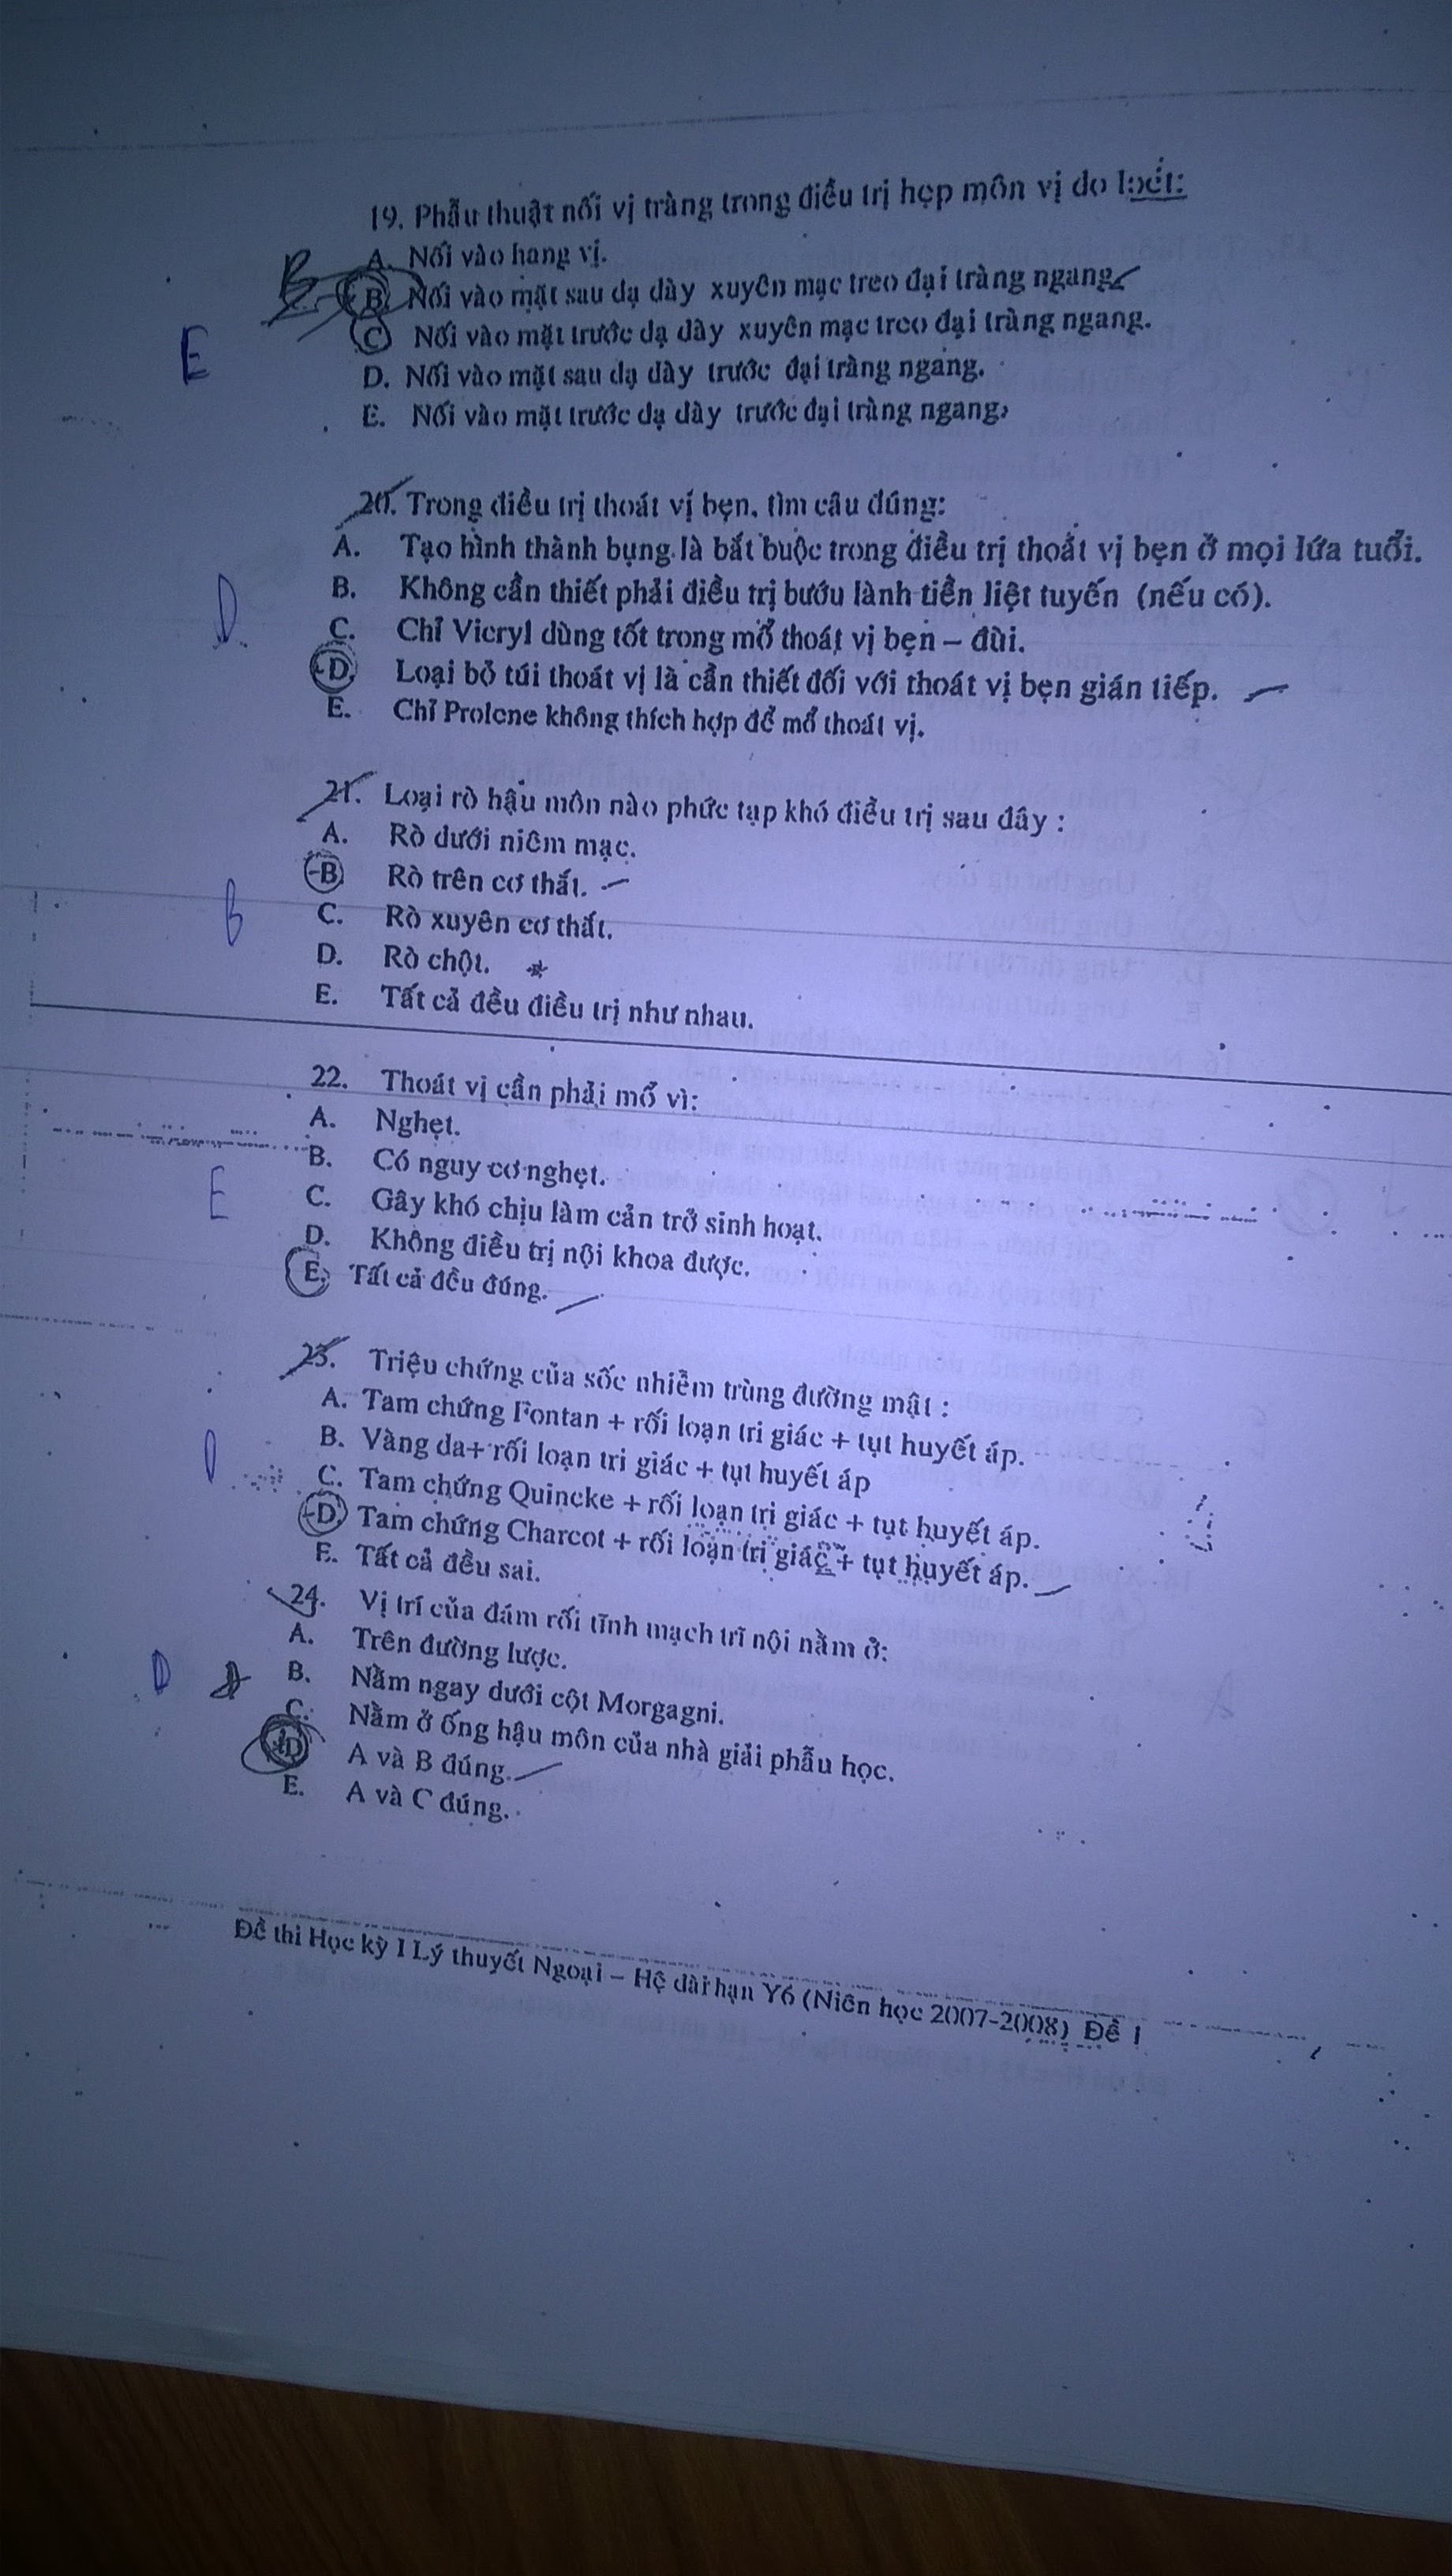 19. Phẫu thuật nối vị tràng trong điều trị hẹp môn vị do loét:
A. Nối vào hang vị.
B B. Nối vào mặt sau dạ dày xuyên mạc treo đại tràng ngang.
E C Nối vào mặt trước dạ dày xuyên mạc treo đại tràng ngang.
D. Nối vào mặt sau dạ dày trước đại tràng ngang.
E. Nối vào mặt trước dạ dày trước đại tràng ngang.
20. Trong điều trị thoát vị bẹn, tìm câu đúng:
A. Tạo hình thành bụng là bắt buộc trong điều trị thoát vị bẹn ở mọi lứa tuổi.
B. Không cần thiết phải điều trị bướu lành tiền liệt tuyến (nếu có).
D. C. Chỉ Vicryl dùng tốt trong mổ thoát vị bẹn – đùi.
D. Loại bỏ túi thoát vị là cần thiết đối với thoát vị bẹn gián tiếp.
E. Chỉ Prolene không thích hợp để mổ thoát vị.
21. Loại rò hậu môn nào phức tạp khó điều trị sau đây :
A. Rò dưới niêm mạc.
B Rò trên cơ thắt.
B C. Rò xuyên cơ thắt.
D. Rò chột.
E. Tất cả đều điều trị như nhau.
22. Thoát vị cần phải mổ vì:
A. Nghẹt.
B. Có nguy cơ nghẹt.
E C. Gây khó chịu làm cản trở sinh hoạt.
D. Không điều trị nội khoa được.
E. Tất cả đều đúng.
23. Triệu chứng của sốc nhiễm trùng đường mật :
A. Tam chứng Fontan + rối loạn tri giác + tụt huyết áp.
B. Vàng da+ rối loạn tri giác + tụt huyết áp
D C. Tam chứng Quincke + rối loạn tri giác + tụt huyết áp.
D. Tam chứng Charcot + rối loạn tri giác + tụt huyết áp.
E. Tất cả đều sai.
24. Vị trí của đám rối tĩnh mạch trĩ nội nằm ở:
A. Trên đường lược.
D B. Nằm ngay dưới cột Morgagni.
C. Nằm ở ống hậu môn của nhà giải phẫu học.
D A và B đúng.
E. A và C đúng.
Đề thi Học kỳ I Lý thuyết Ngoại – Hệ dài hạn Y6 (Niên học 2007-2008) Đề 1